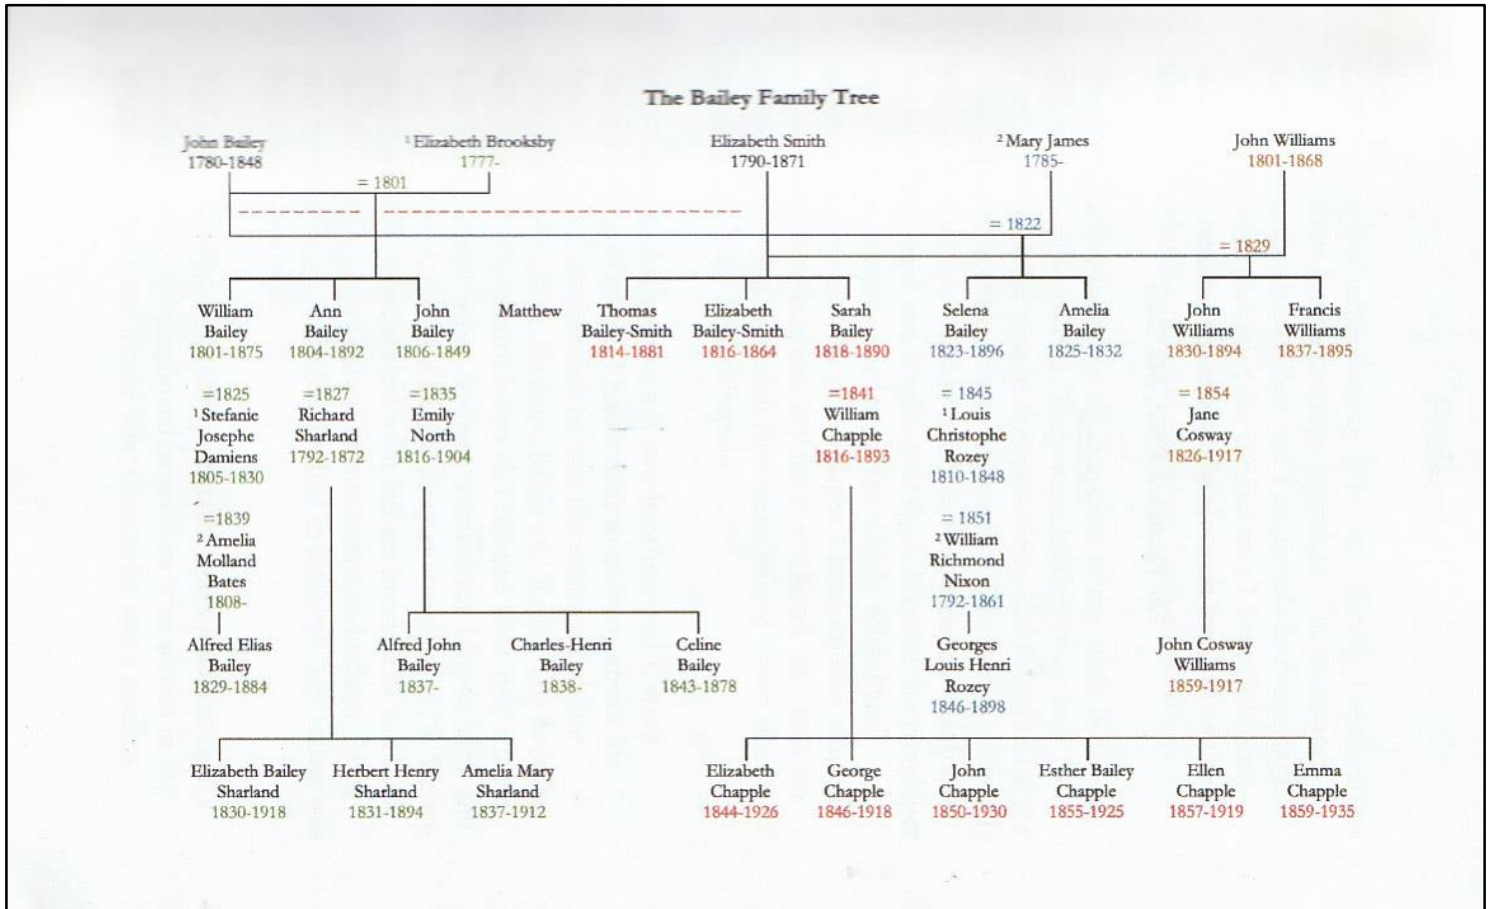 The Bailey Family Tree
John Bailey
1780-1848
¹ Elizabeth Brooksby
1777-
Elizabeth Smith
1790-1871
² Mary James
1785-
John Williams
1801-1868
= 1801
= 1822
= 1829
William
Bailey
1801-1875
Ann
Bailey
1804-1892
John
Bailey
1806-1849
Matthew
Thomas
Bailey-Smith
1814-1881
Elizabeth
Bailey-Smith
1816-1864
Sarah
Bailey
1818-1890
Selena
Bailey
1823-1896
Amelia
Bailey
1825-1832
John
Williams
1830-1894
Francis
Williams
1837-1895
=1825
¹ Stefanie
Josephe
Damiens
1805-1830
=1827
Richard
Sharland
1792-1872
=1835
Emily
North
1816-1904
=1841
William
Chapple
1816-1893
= 1845
¹ Louis
Christophe
Rozey
1810-1848
= 1854
Jane
Cosway
1826-1917
=1839
² Amelia
Molland
Bates
1808-
= 1851
² William
Richmond
Nixon
1792-1861
Alfred Elias
Bailey
1829-1884
Alfred John
Bailey
1837-
Charles-Henri
Bailey
1838-
Celine
Bailey
1843-1878
Georges
Louis Henri
Rozey
1846-1898
John Cosway
Williams
1859-1917
Elizabeth Bailey
Sharland
1830-1918
Herbert Henry
Sharland
1831-1894
Amelia Mary
Sharland
1837-1912
Elizabeth
Chapple
1844-1926
George
Chapple
1846-1918
John
Chapple
1850-1930
Esther Bailey
Chapple
1855-1925
Ellen
Chapple
1857-1919
Emma
Chapple
1859-1935